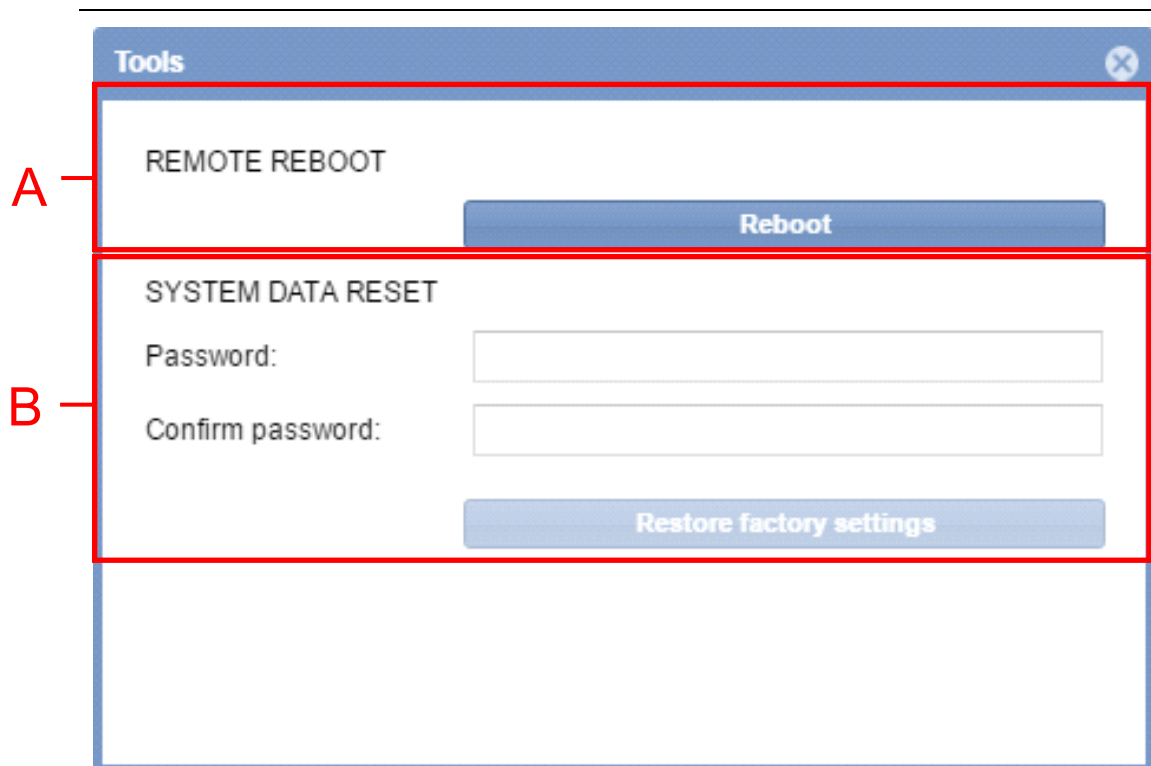 Tools
A
REMOTE REBOOT
Reboot
B
SYSTEM DATA RESET
Password:
Confirm password:
Restore factory settings